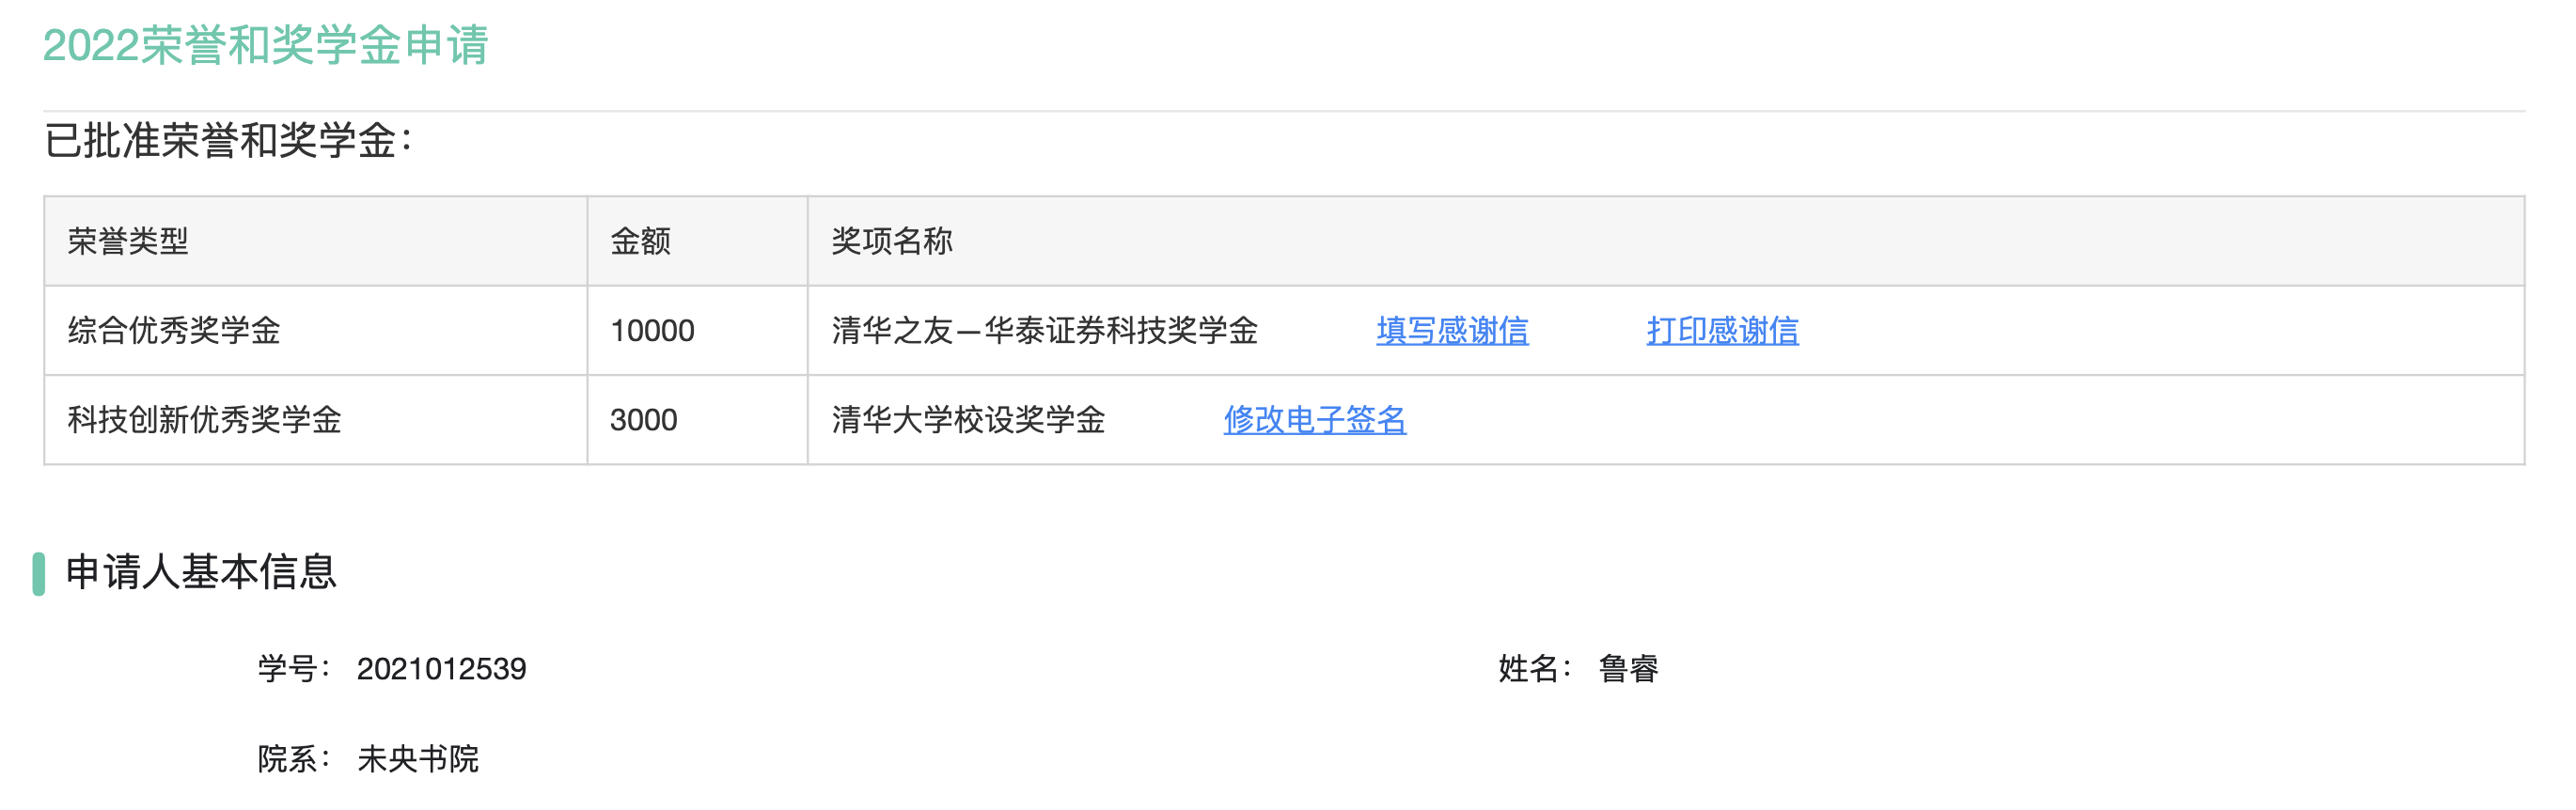 2022荣誉和奖学金申请
已批准荣誉和奖学金：
荣誉类型 金额 奖项名称
综合优秀奖学金 10000 清华之友－华泰证券科技奖学金 填写感谢信 打印感谢信
科技创新优秀奖学金 3000 清华大学校设奖学金 修改电子签名
申请人基本信息
学号： 2021012539 姓名： 鲁睿
院系： 未央书院